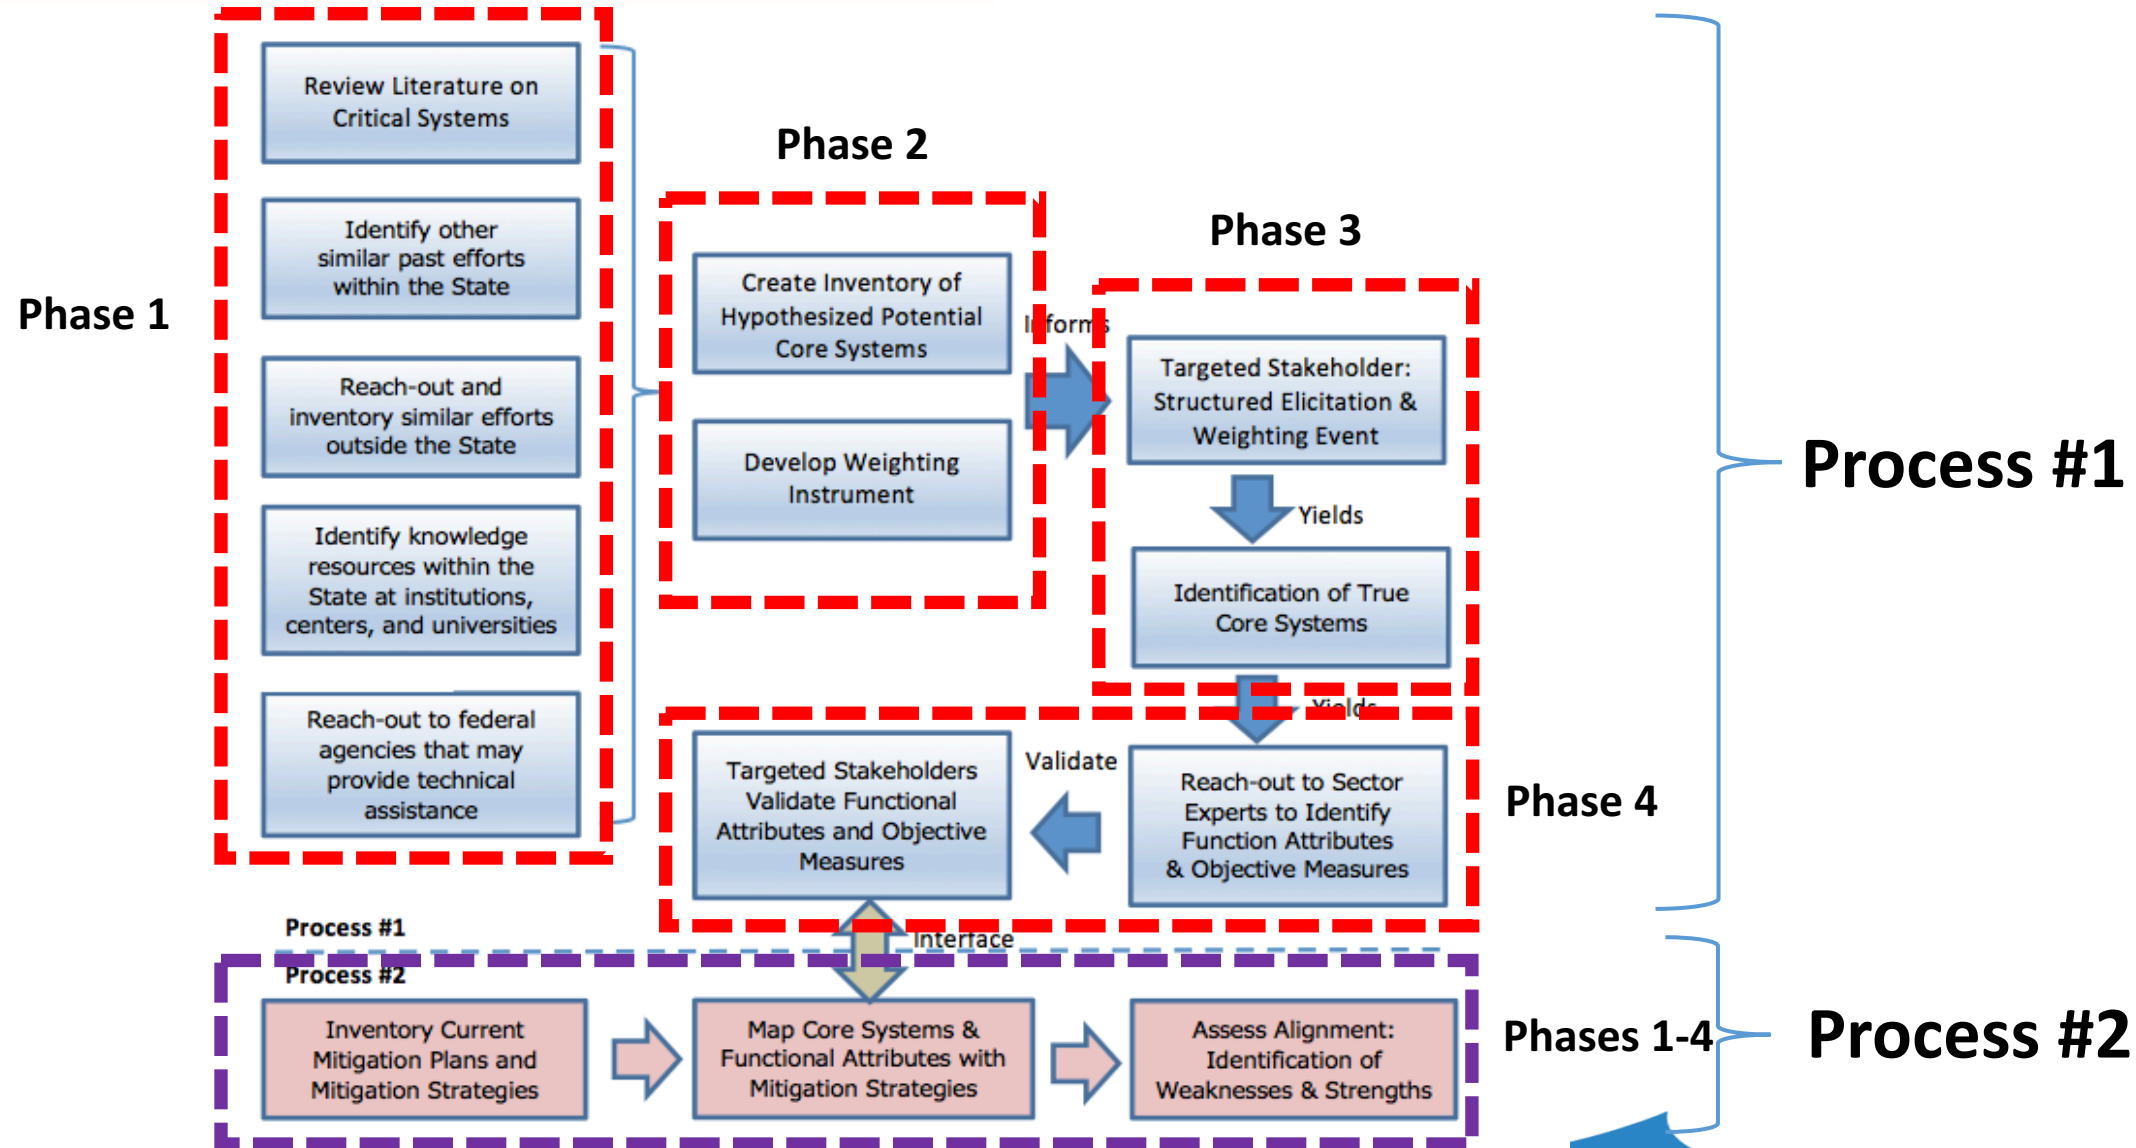 Phase 1
Review Literature on
Critical Systems
Identify other
similar past efforts
within the State
Reach-out and
inventory similar efforts
outside the State
Identify knowledge
resources within the
State at institutions,
centers, and universities
Reach-out to federal
agencies that may
provide technical
assistance
Phase 2
Create Inventory of
Hypothesized Potential
Core Systems
Develop Weighting
Instrument
Informs
Phase 3
Targeted Stakeholder:
Structured Elicitation &
Weighting Event
Yields
Identification of True
Core Systems
Yields
Phase 4
Reach-out to Sector
Experts to Identify
Function Attributes
& Objective Measures
Validate
Targeted Stakeholders
Validate Functional
Attributes and Objective
Measures
Process #1
Interface
Process #1
Process #2
Inventory Current
Mitigation Plans and
Mitigation Strategies
Map Core Systems &
Functional Attributes with
Mitigation Strategies
Assess Alignment:
Identification of
Weaknesses & Strengths
Phases 1-4
Process #2